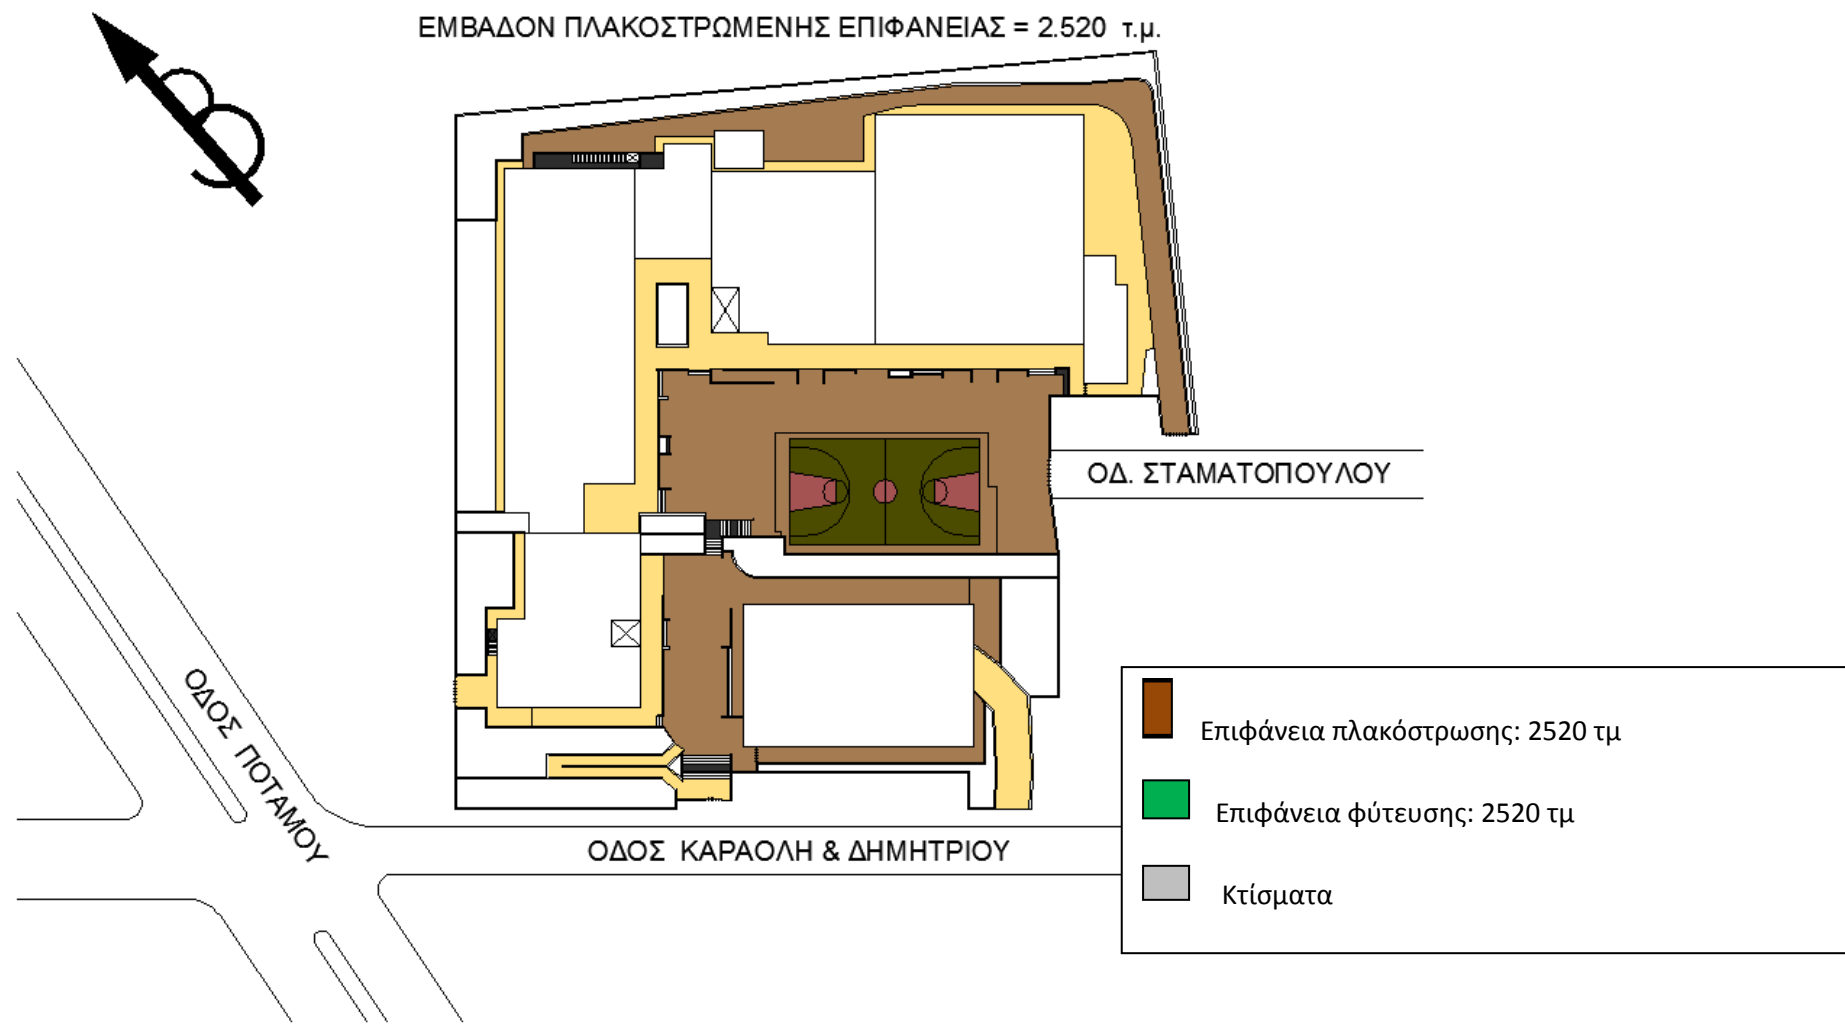 ΕΜΒΑΔΟΝ ΠΛΑΚΟΣΤΡΩΜΕΝΗΣ ΕΠΙΦΑΝΕΙΑΣ = 2.520 τ.μ.
Β
ΟΔ. ΣΤΑΜΑΤΟΠΟΥΛΟΥ
ΟΔΟΣ ΠΟΤΑΜΟΥ
ΟΔΟΣ ΚΑΡΑΟΛΗ & ΔΗΜΗΤΡΙΟΥ
Επιφάνεια πλακόστρωσης: 2520 τμ
Επιφάνεια φύτευσης: 2520 τμ
Κτίσματα